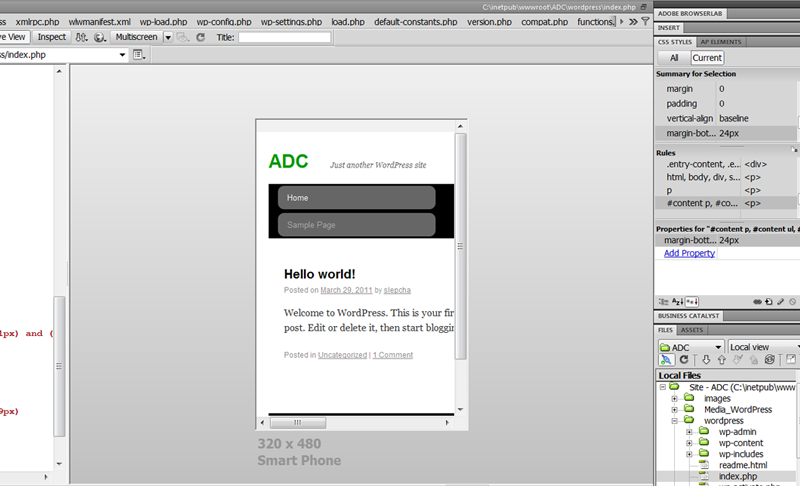 C:\inetpub\wwwroot\ADC\wordpress\index.php
xmlrpc.php wlwmanifest.xml wp-load.php wp-config.php wp-settings.php load.php default-constants.php version.php compat.php functions.
Inspect Multiscreen Title:
ss/index.php
ADC
Just another WordPress site
Home
Sample Page
Hello world!
Posted on March 29, 2011 by slepcha
Welcome to WordPress. This is your fir
post. Edit or delete it, then start bloggin
Posted in Uncategorized | 1 Comment
320 x 480
Smart Phone
1px) and (
9px)
ADOBE BROWSERLAB
INSERT
CSS STYLES AP ELEMENTS
All Current
Summary for Selection
margin 0
padding 0
vertical-align baseline
margin-bott... 24px
Rules
.entry-content, .e... <div>
html, body, div, s... <p>
p <p>
#content p, #co... <p>
Properties for "#content p, #content ul, #
margin-bott... 24px
Add Property
BUSINESS CATALYST
FILES ASSETS
ADC Local view
Local Files
Site - ADC (C:\inetpub\wwwr
images
Media_WordPress
wordpress
wp-admin
wp-content
wp-includes
readme.html
index.php